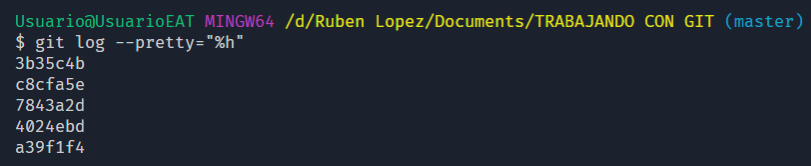 Usuario@UsuarioEAT MINGW64 /d/Ruben Lopez/Documents/TRABAJANDO CON GIT (master)
$ git log --pretty="%h"
3b35c4b
c8cfa5e
7843a2d
4024ebd
a39f1f4